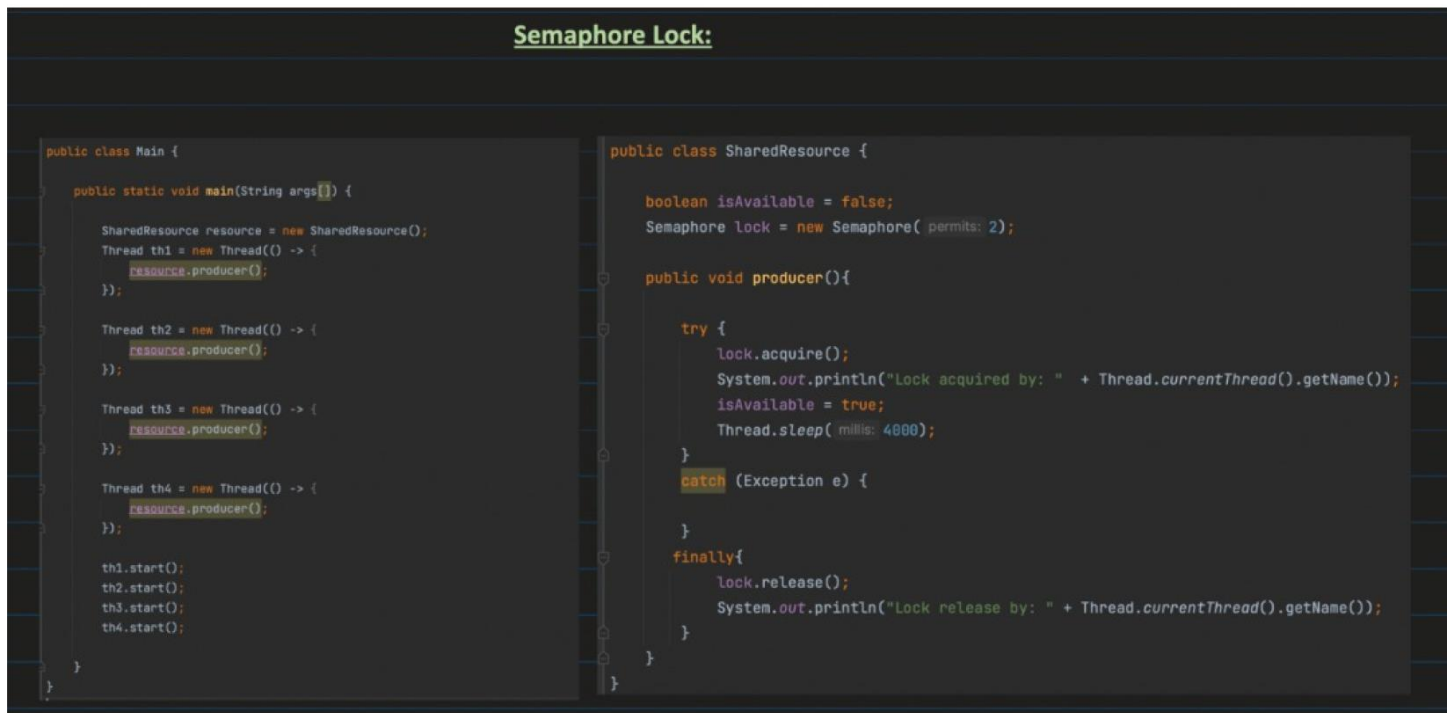 Semaphore Lock:
public class Main {
public static void main(String args[]) {
SharedResource resource = new SharedResource();
Thread th1 = new Thread(() -> {
resource.producer();
});
Thread th2 = new Thread(() -> {
resource.producer();
});
Thread th3 = new Thread(() -> {
resource.producer();
});
Thread th4 = new Thread(() -> {
resource.producer();
});
th1.start();
th2.start();
th3.start();
th4.start();
}
}
public class SharedResource {
boolean isAvailable = false;
Semaphore lock = new Semaphore( permits: 2);
public void producer(){
try {
lock.acquire();
System.out.println("Lock acquired by: " + Thread.currentThread().getName());
isAvailable = true;
Thread.sleep( millis: 4000);
}
catch (Exception e) {
}
finally{
lock.release();
System.out.println("Lock release by: " + Thread.currentThread().getName());
}
}
}